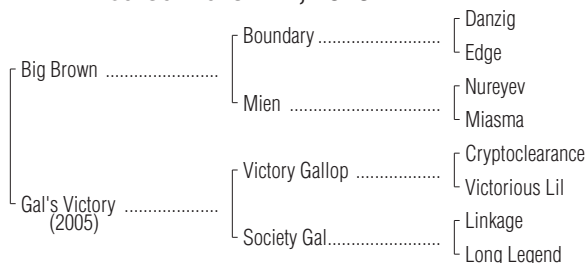 Danzig
Boundary ........................
Edge
Big Brown ............................
Nureyev
Mien ................................
Miasma
Cryptoclearance
Victory Gallop ..................
Victorious Lil
Gal's Victory .......................
(2005)
Linkage
Society Gal........................
Long Legend